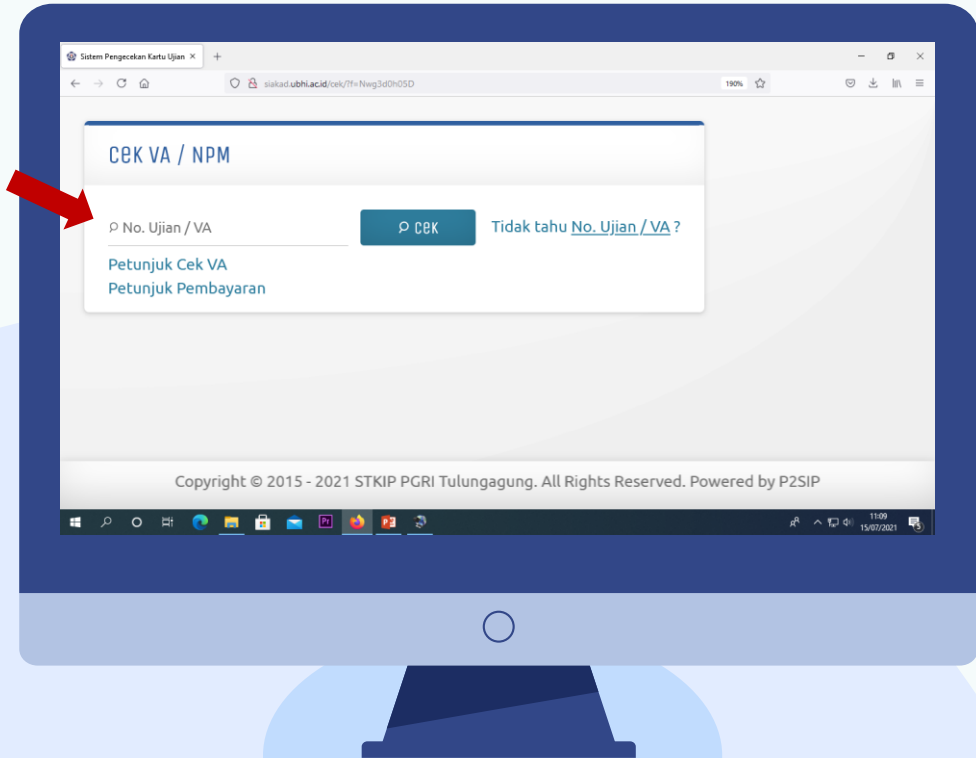 Sistem Pengecekan Kartu Ujian
siakad.ubhi.ac.id/cek/?f=Nwg3d0h05D
190%
Cek VA / NPM
No. Ujian / VA
Cek
Tidak tahu No. Ujian / VA ?
Petunjuk Cek VA
Petunjuk Pembayaran
Copyright © 2015 - 2021 STKIP PGRI Tulungagung. All Rights Reserved. Powered by P2SIP
Pr
11:09
15/07/2021
5